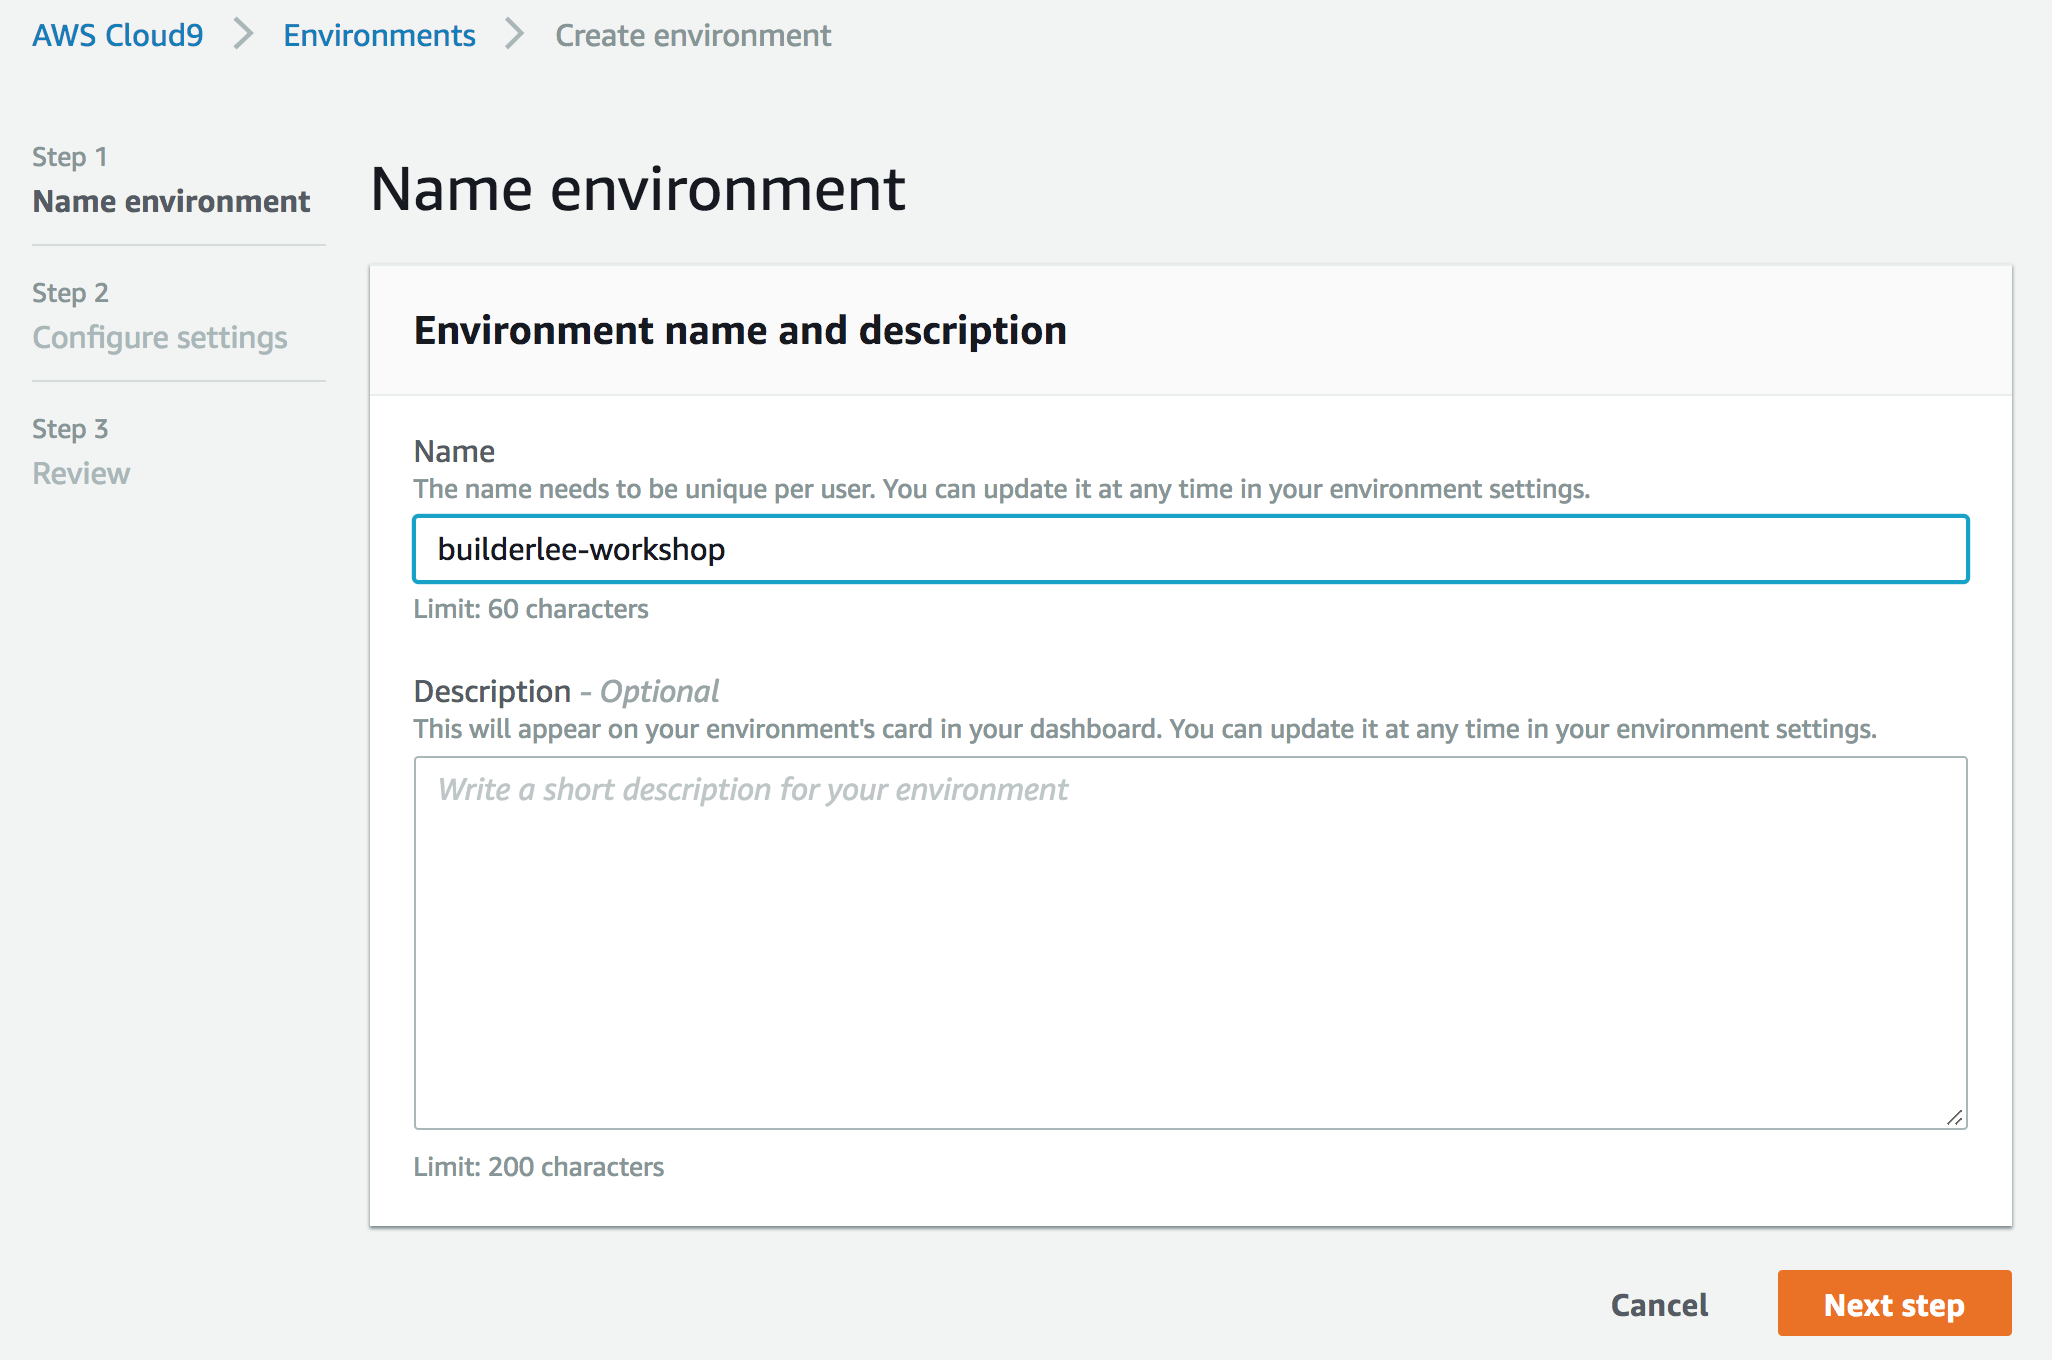 AWS Cloud9 > Environments > Create environment
Step 1
Name environment
Step 2
Configure settings
Step 3
Review
Name environment
Environment name and description
Name
The name needs to be unique per user. You can update it at any time in your environment settings.
builderlee-workshop
Limit: 60 characters
Description - Optional
This will appear on your environment's card in your dashboard. You can update it at any time in your environment settings.
Write a short description for your environment
Limit: 200 characters
Cancel
Next step